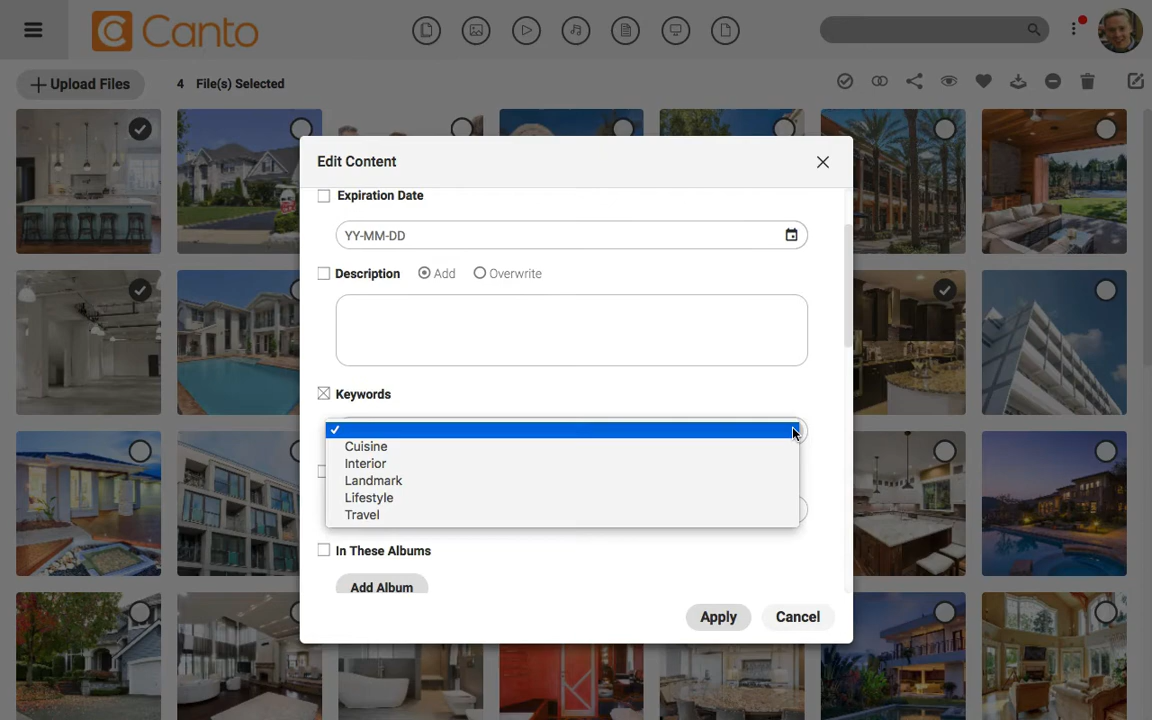 Canto
Upload Files
4 File(s) Selected
Edit Content
Expiration Date
YY-MM-DD
Description Add Overwrite
Keywords
Cuisine
Interior
Landmark
Lifestyle
Travel
In These Albums
Add Album
Apply Cancel